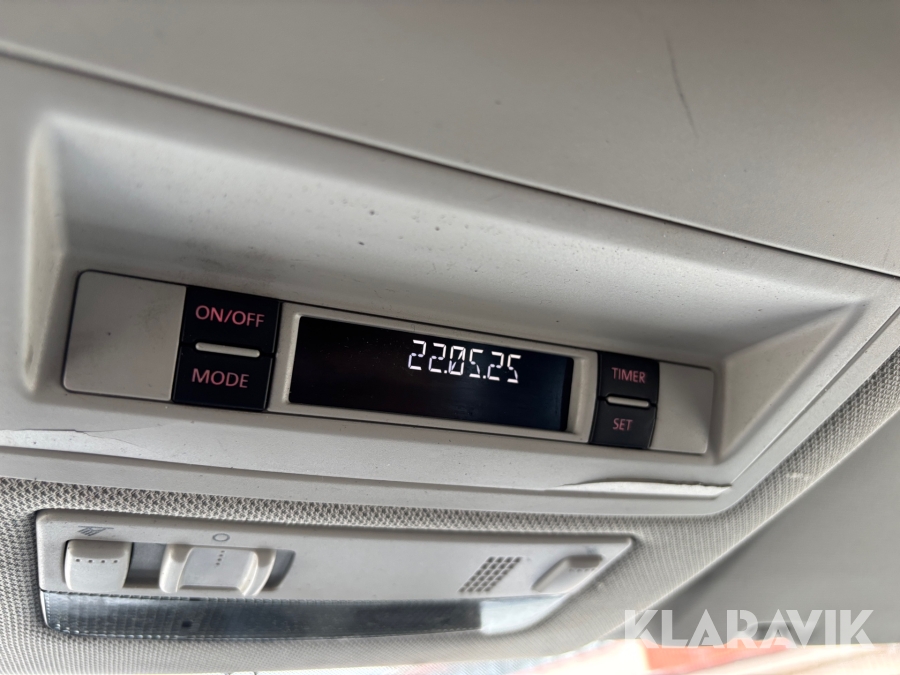 ON/OFF
22.05.25
TIMER
MODE
SET
KLARAVIK